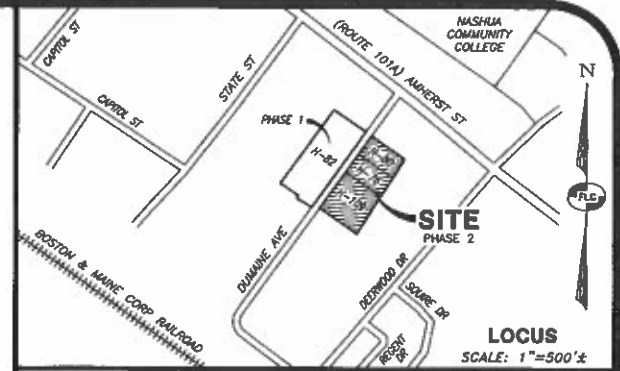 NASHUA
COMMUNITY
COLLEGE
(ROUTE 101A) AMHERST ST
CAPITOL ST
STATE ST
CAPITOL ST
N
PHASE 1
H-82
FLC
SITE
PHASE 2
DUMAINE AVE
BOSTON & MAINE CORP RAILROAD
DEERWOOD DR
SQUIRE DR
REGENT
DR
LOCUS
SCALE: 1"=500'±